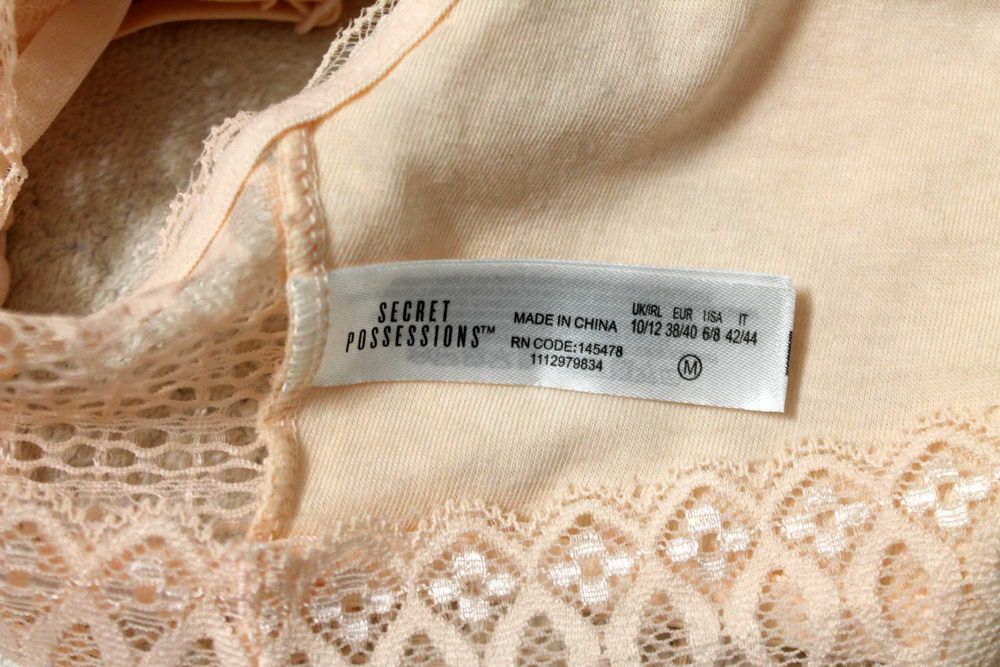 SECRET
POSSESSIONS™
MADE IN CHINA
RN CODE:145478
1112979834
UK/IRL EUR USA IT
10/12 38/40 6/8 42/44
M